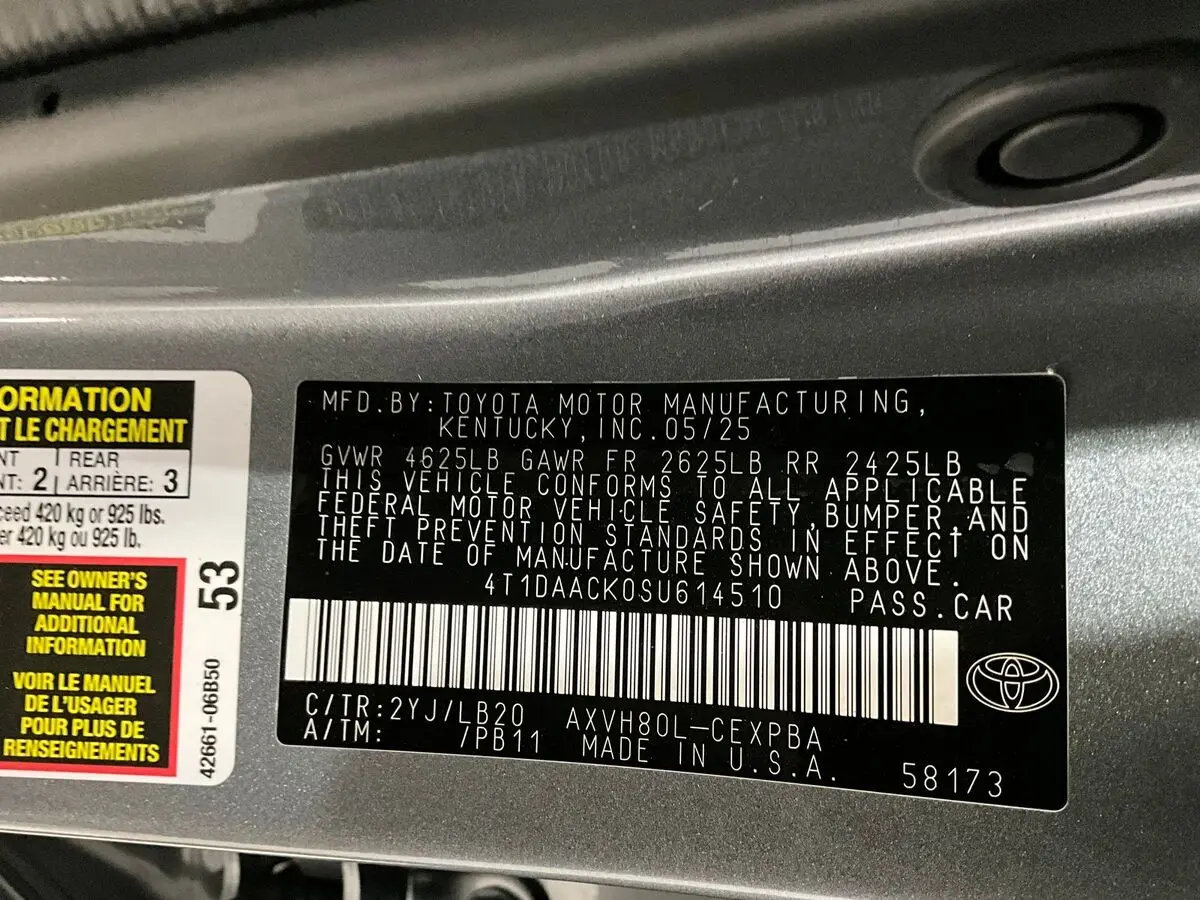 ORMATION
T LE CHARGEMENT
NT | REAR
NT: 2 | ARRIÈRE: 3
ceed 420 kg or 925 lbs.
er 420 kg ou 925 lb.
SEE OWNER'S
MANUAL FOR
ADDITIONAL
INFORMATION
VOIR LE MANUEL
DE L'USAGER
POUR PLUS DE
RENSEIGNEMENTS
53
42661-06B50
MFD.BY:TOYOTA MOTOR MANUFACTURING,
KENTUCKY,INC.05/25
GVWR 4625LB GAWR FR 2625LB RR 2425LB
THIS VEHICLE CONFORMS TO ALL APPLICABLE
FEDERAL MOTOR VEHICLE SAFETY,BUMPER,AND
THEFT PREVENTION STANDARDS IN EFFECT ON
THE DATE OF MANUFACTURE SHOWN ABOVE.
4T1DAACK0SU614510 PASS.CAR
C/TR:2YJ/LB20 AXVH80L-CEXPBA
A/TM: /PB11 MADE IN U.S.A. 58173